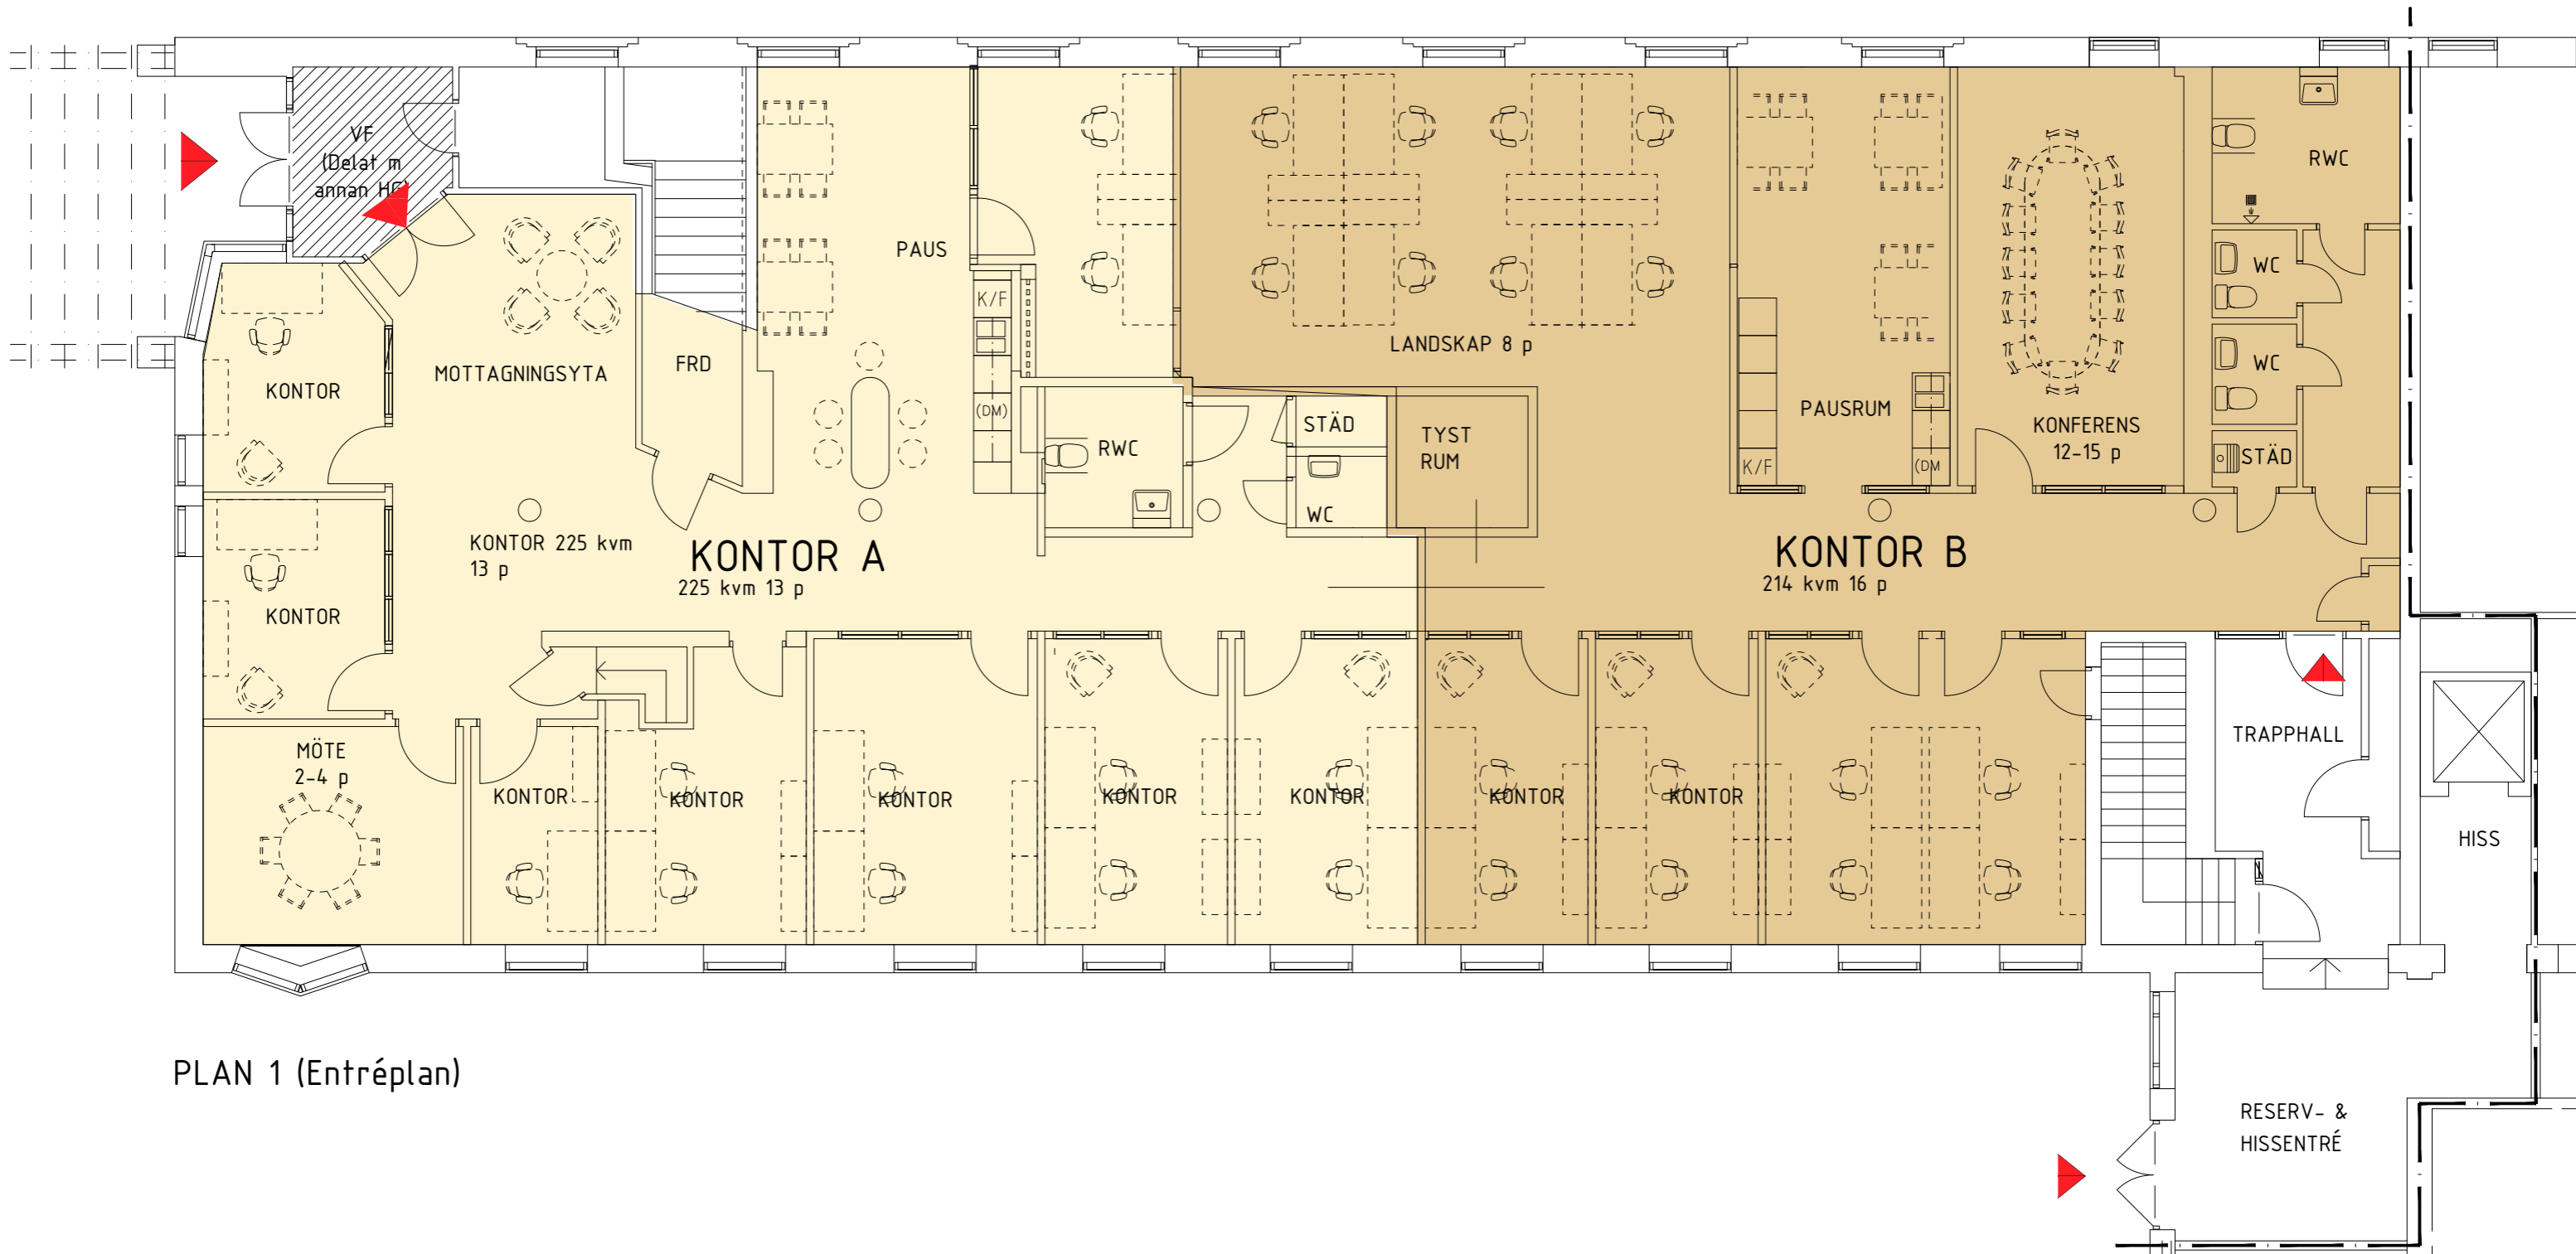 VF
(Delat m
annan HG)
PAUS
RWC
K/F
WC
LANDSKAP 8 p
FRD
MOTTAGNINGSYTA
KONTOR
WC
PAUSRUM
(DM)
STÄD
TYST
RUM
KONFERENS
12-15 p
RWC
K/F
(DM
STÄD
WC
KONTOR 225 kvm
13 p
KONTOR A
225 kvm 13 p
KONTOR B
214 kvm 16 p
KONTOR
TRAPPHALL
MÖTE
2-4 p
KONTOR
KONTOR
KONTOR
KONTOR
KONTOR
KONTOR
KONTOR
HISS
PLAN 1 (Entréplan)
RESERV- &
HISSENTRÉ